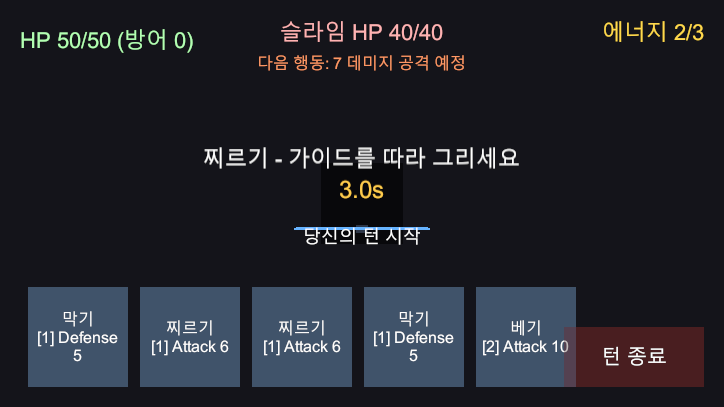 HP 50/50 (방어 0)
슬라임 HP 40/40
에너지 2/3
다음 행동: 7 데미지 공격 예정
찌르기 - 가이드를 따라 그리세요
3.0s
당신의 턴 시작
막기
[1] Defense
5
찌르기
[1] Attack 6
찌르기
[1] Attack 6
막기
[1] Defense
5
베기
[2] Attack 10
턴 종료